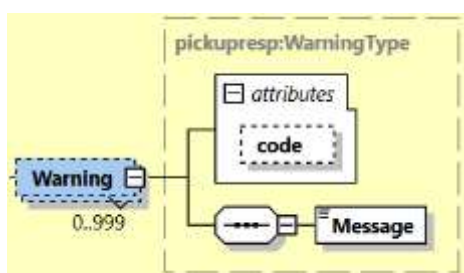 pickupresp:WarningType
attributes
code
Warning
0..999
Message